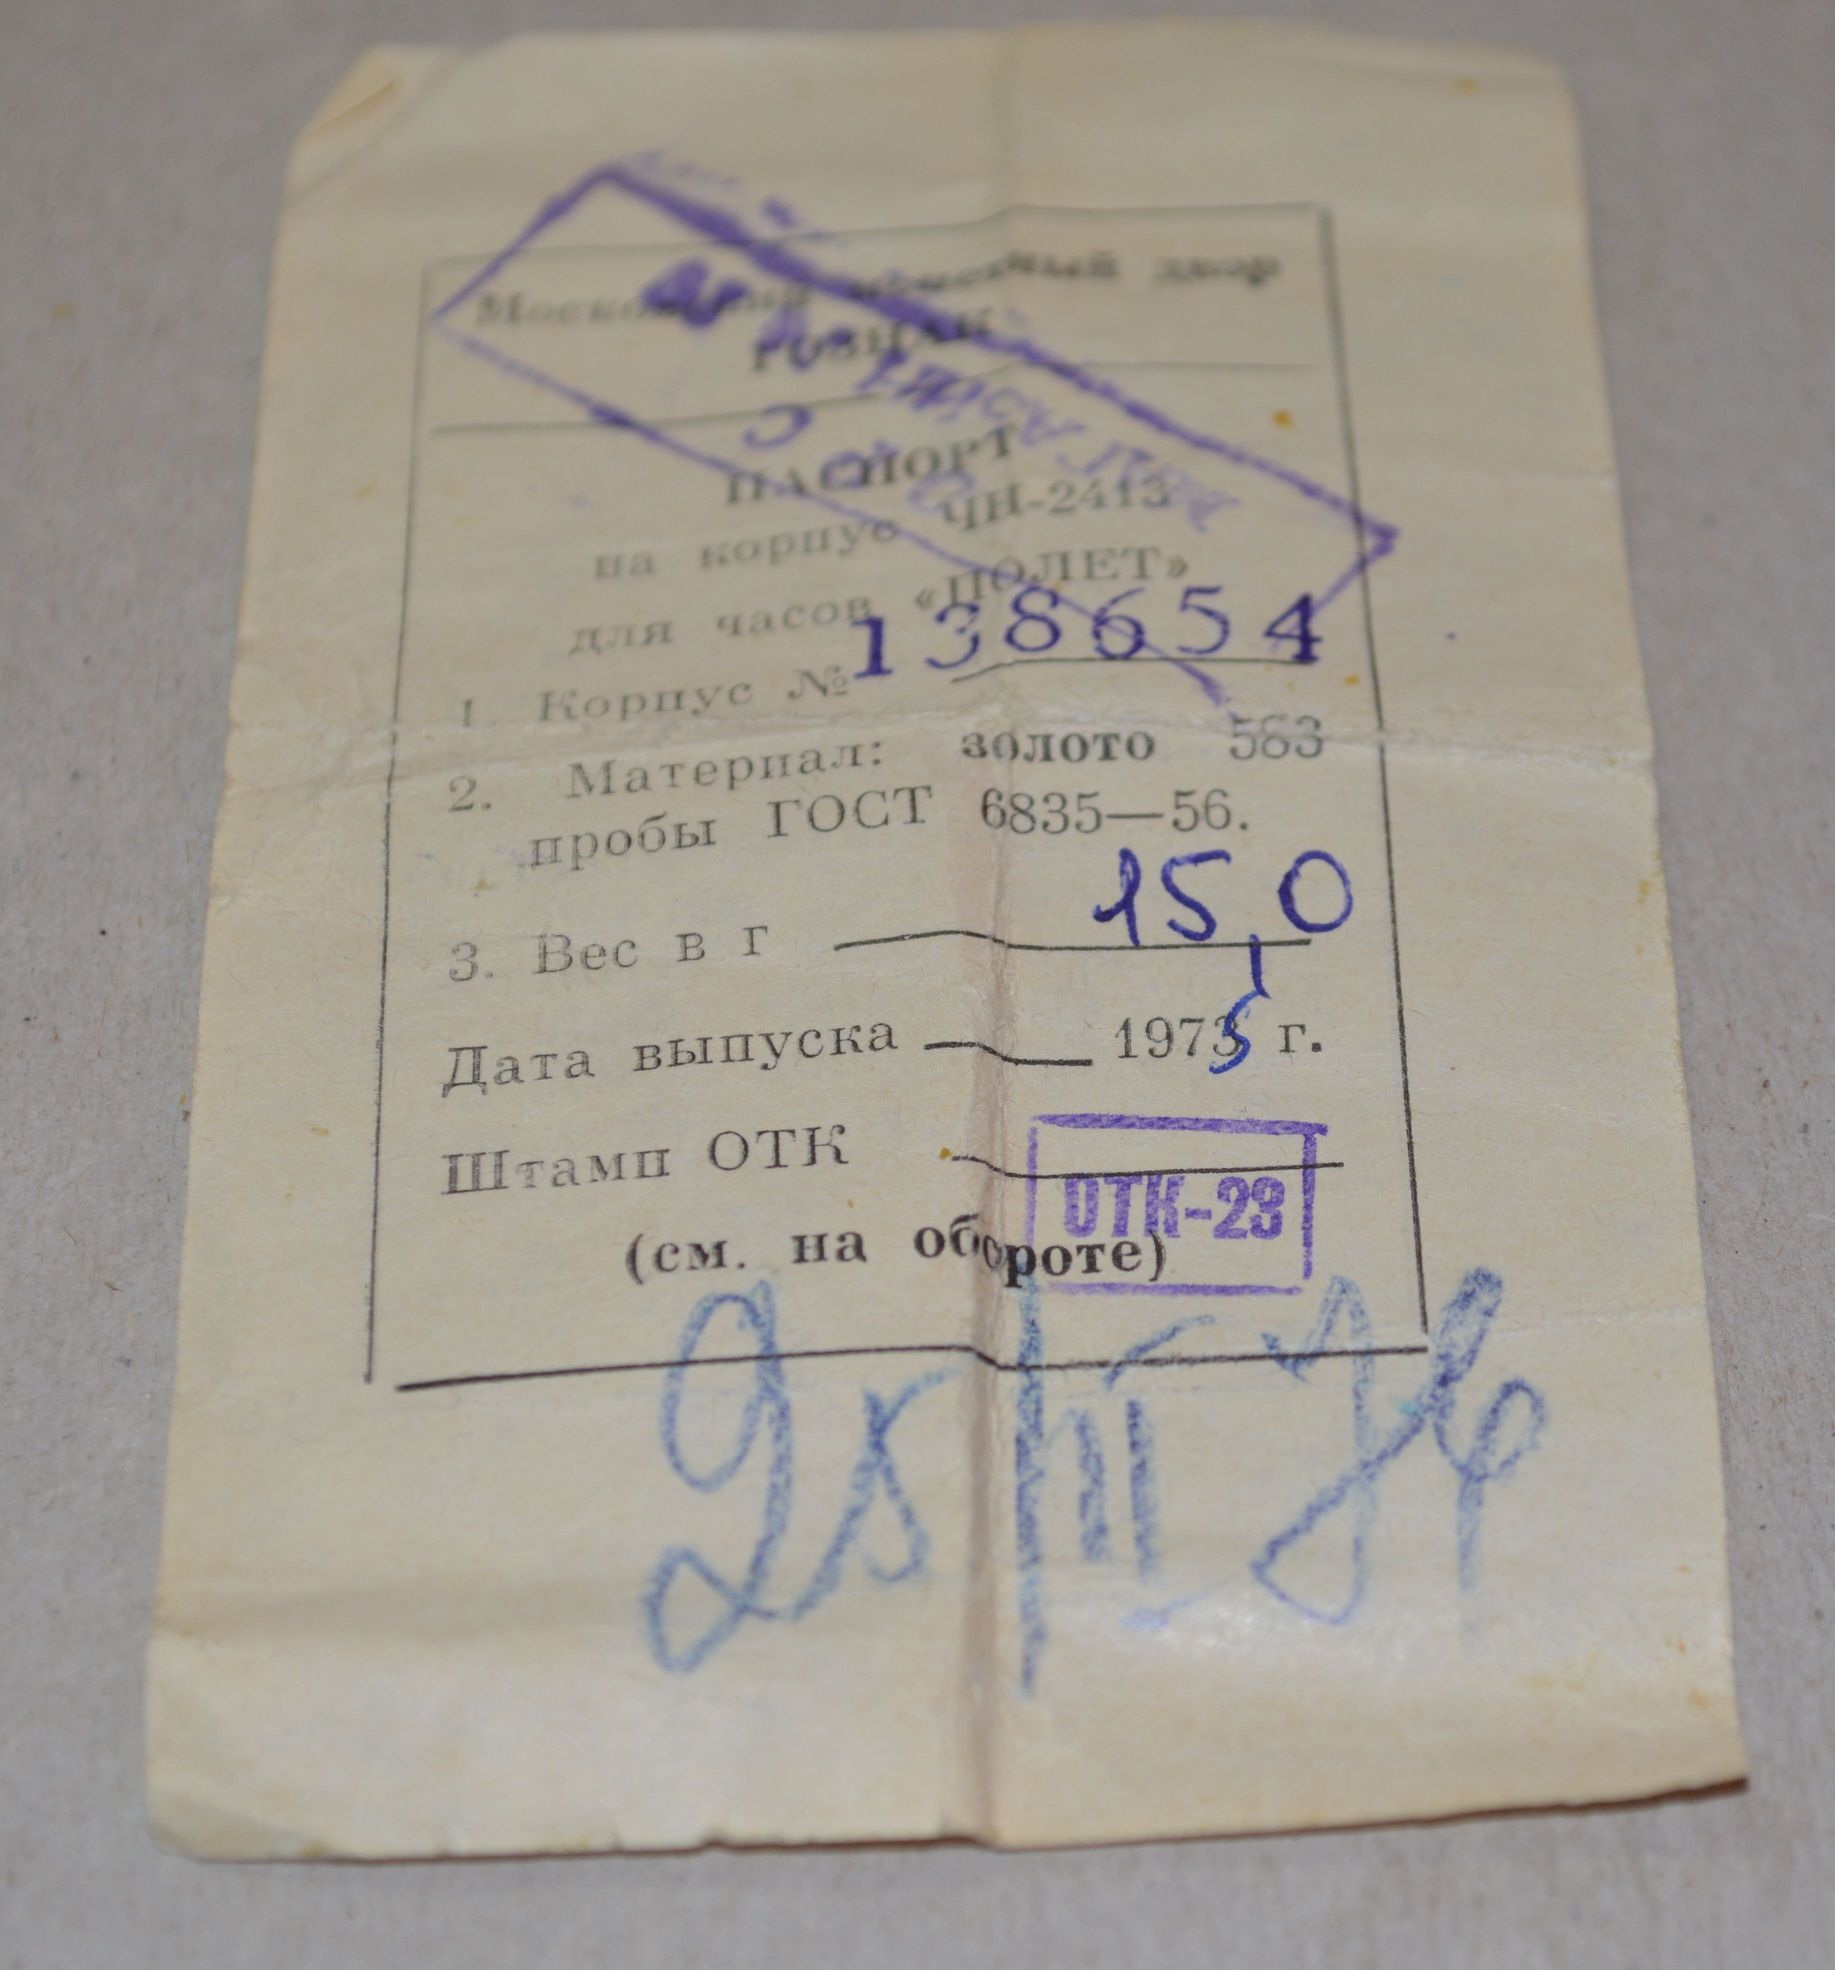 Московский монетный двор
ГОЗНАК
ПАСПОРТ
на корпус ЧН-2413
для часов «ПОЛЕТ»
1. Корпус № 138654
2. Материал: золото 583
пробы ГОСТ 6835—56.
3. Вес в г 15,0
Дата выпуска 1975 г.
Штамп ОТК
ОТК-23
(см. на обороте)